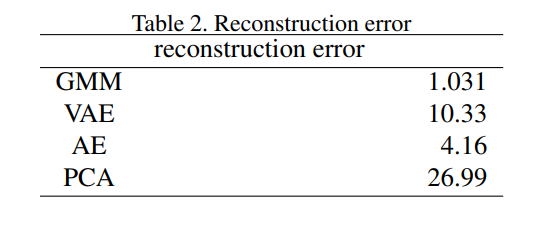 Table 2. Reconstruction error
reconstruction error
GMM 1.031
VAE 10.33
AE 4.16
PCA 26.99